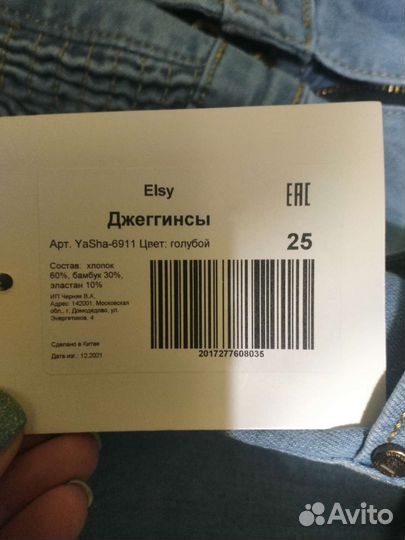 Elsy
EAC
Джеггинсы
Арт. YaSha-6911 Цвет: голубой
25
Состав: хлопок
60%, бамбук 30%,
эластан 10%
ИП Черняк В.А.
Адрес: 142001, Московская
обл., г. Домодедово, ул.
Энергетиков, 4
Сделано в Китае
Дата изг.: 12.2021
2017277608035
Avito